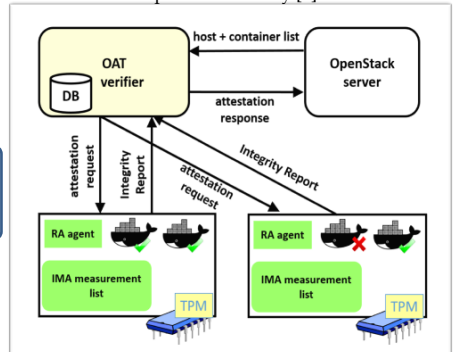 host + container list
OAT
verifier
DB
OpenStack
server
attestation
response
attestation
request
Integrity
Report
attestation
request
Integrity Report
RA agent
IMA measurement
list
TPM
RA agent
IMA measurement
list
TPM